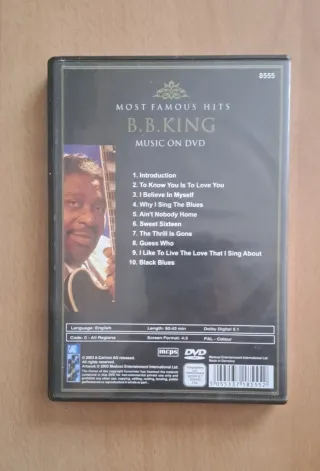 8555
MOST FAMOUS HITS
B.B.KING
MUSIC ON DVD
1. Introduction
2. To Know You Is To Love You
3. I Believe In Myself
4. Why I Sing The Blues
5. Ain't Nobody Home
6. Sweet Sixteen
7. The Thrill Is Gone
8. Guess Who
9. I Like To Live The Love That I Sing About
10. Black Blues
Language: English
Length: 50-60 min
Dolby Digital 5.1
Code: 0 - All Regions
Screen Format: 4:3
PAL - Colour
mcps
DVD